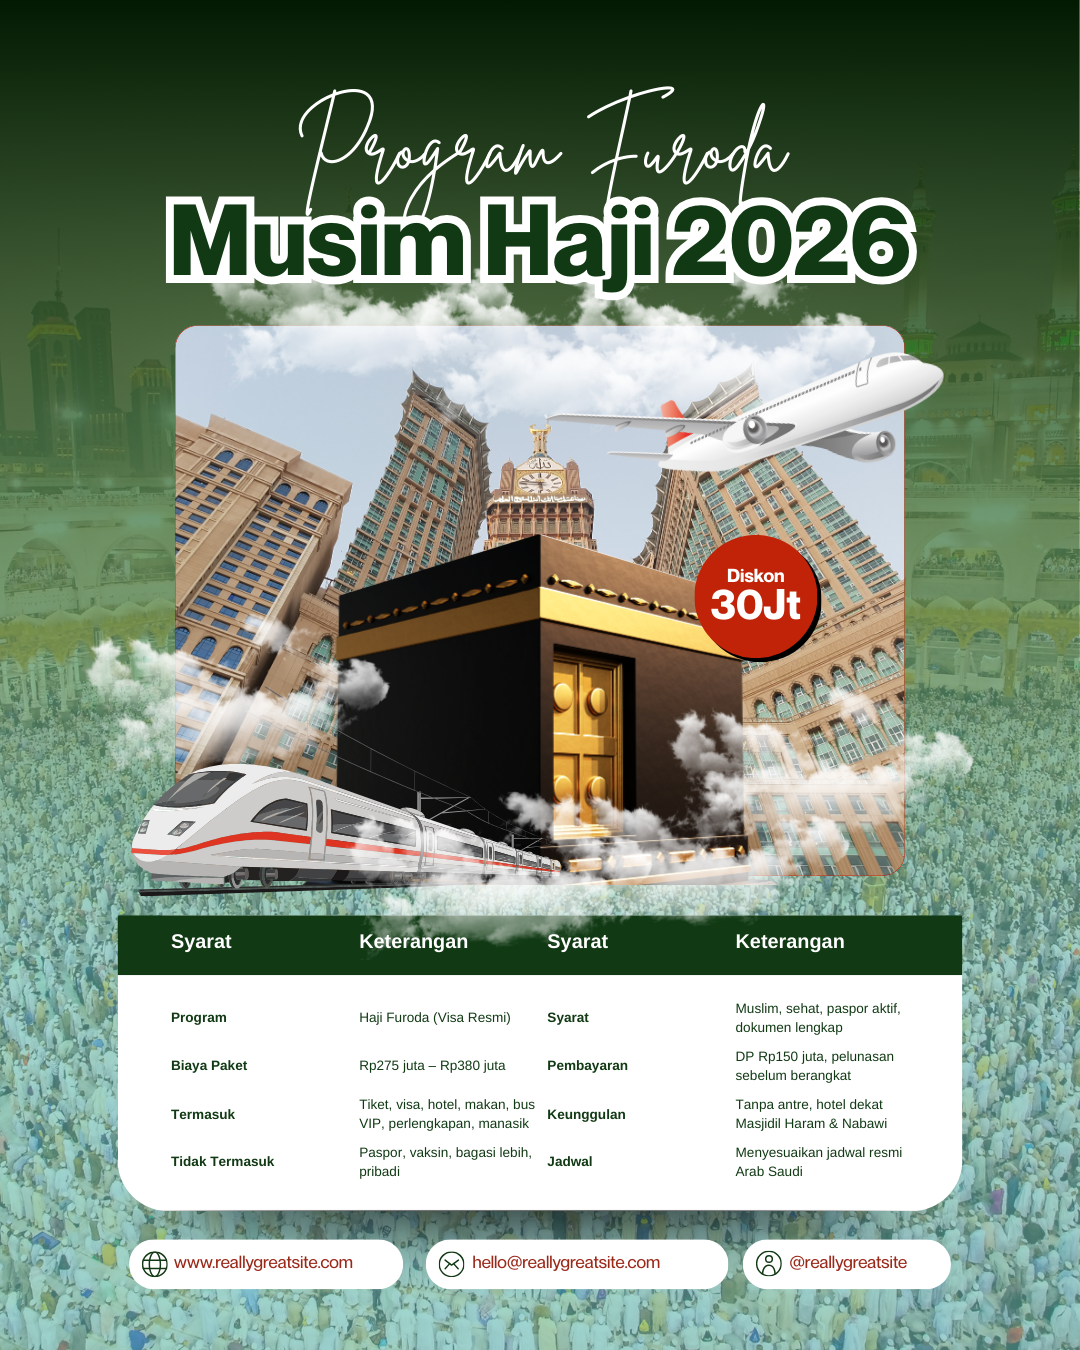 Program Furoda
Musim Haji 2026
Diskon
30Jt
Syarat Keterangan Syarat Keterangan
Program
Haji Furoda (Visa Resmi)
Syarat
Muslim, sehat, paspor aktif,
dokumen lengkap
Biaya Paket
Rp275 juta – Rp380 juta
Pembayaran
DP Rp150 juta, pelunasan
sebelum berangkat
Termasuk
Tiket, visa, hotel, makan, bus
VIP, perlengkapan, manasik
Keunggulan
Tanpa antre, hotel dekat
Masjidil Haram & Nabawi
Tidak Termasuk
Paspor, vaksin, bagasi lebih,
pribadi
Jadwal
Menyesuaikan jadwal resmi
Arab Saudi
www.reallygreatsite.com
hello@reallygreatsite.com
@reallygreatsite